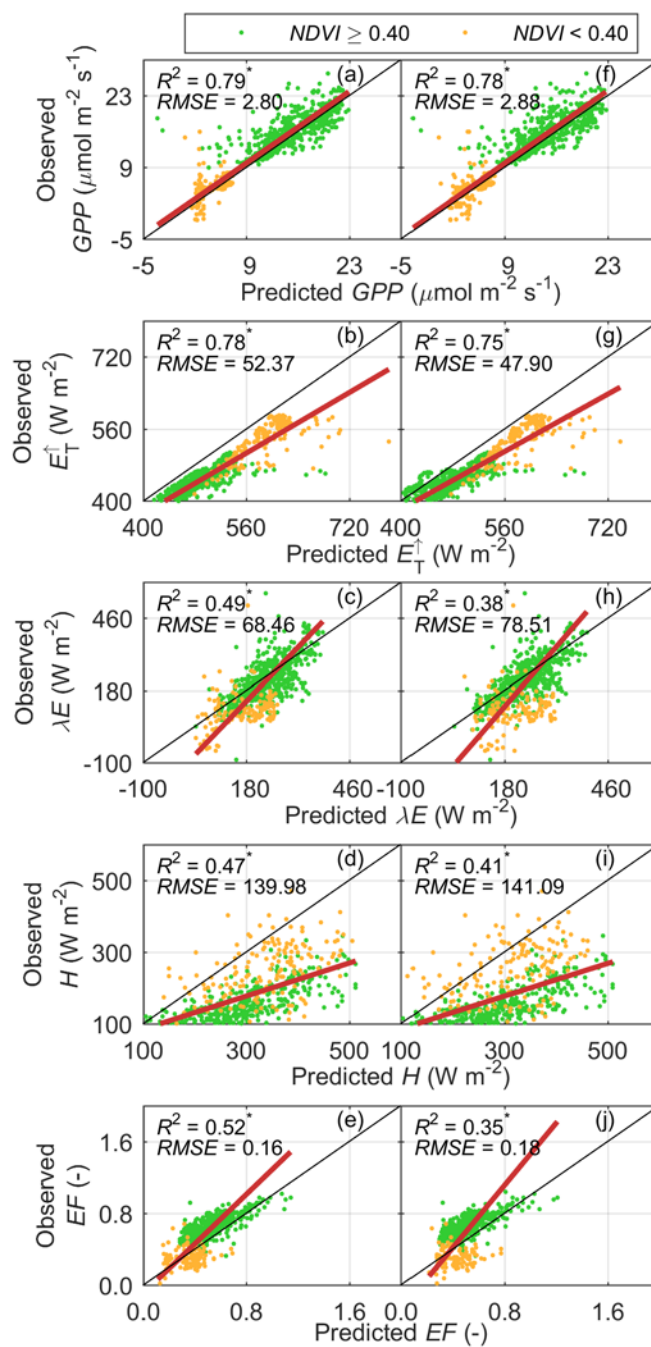 NDVI ≥ 0.40 NDVI < 0.40
R² = 0.79* (a) R² = 0.78* (f)
RMSE = 2.80 RMSE = 2.88
23
9
-5
Observed
GPP (μmol m⁻² s⁻¹)
-5 9 23 -5 9 23
Predicted GPP (μmol m⁻² s⁻¹)
R² = 0.78* (b) R² = 0.75* (g)
RMSE = 52.37 RMSE = 47.90
720
560
400
Observed
E_T^↑ (W m⁻²)
400 560 720 400 560 720
Predicted E_T^↑ (W m⁻²)
R² = 0.49* (c) R² = 0.38* (h)
RMSE = 68.46 RMSE = 78.51
460
180
-100
Observed
λE (W m⁻²)
-100 180 460 -100 180 460
Predicted λE (W m⁻²)
R² = 0.47* (d) R² = 0.41* (i)
RMSE = 139.98 RMSE = 141.09
500
300
100
Observed
H (W m⁻²)
100 300 500 100 300 500
Predicted H (W m⁻²)
R² = 0.52* (e) R² = 0.35* (j)
RMSE = 0.16 RMSE = 0.18
1.6
0.8
0.0
Observed
EF (-)
0.0 0.8 1.6 0.0 0.8 1.6
Predicted EF (-)